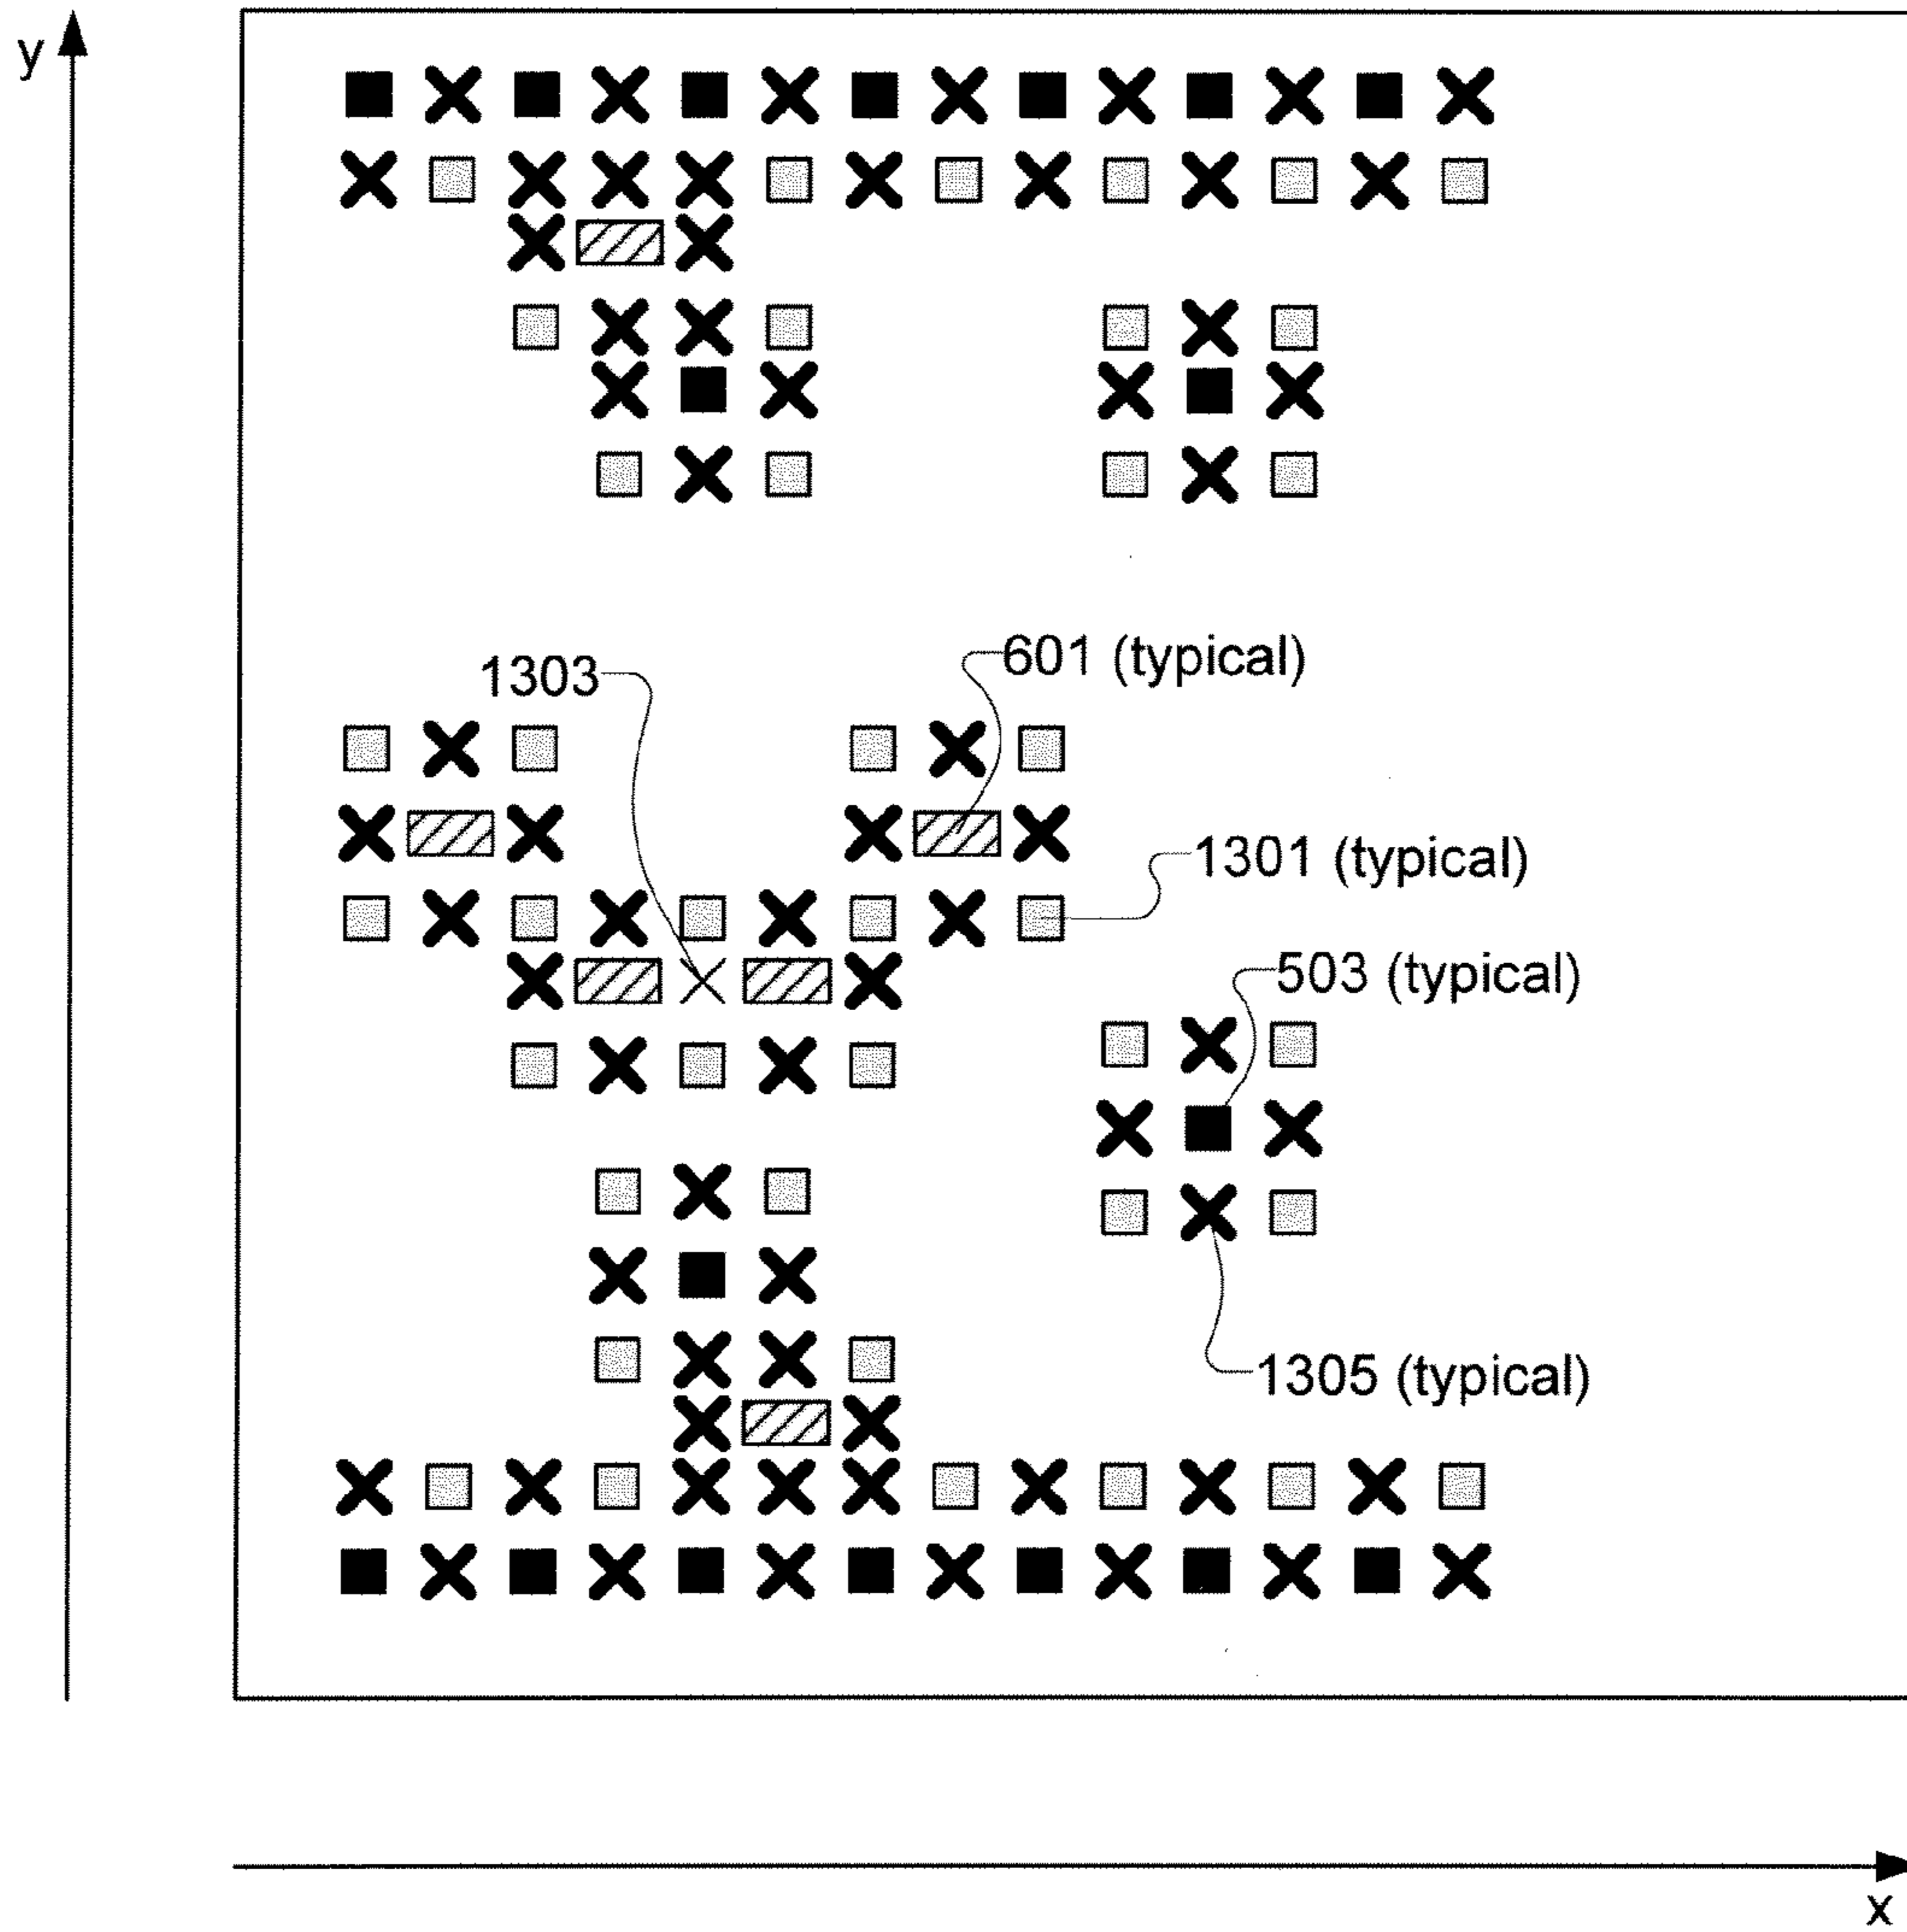 y
601 (typical)
1303
1301 (typical)
503 (typical)
1305 (typical)
x